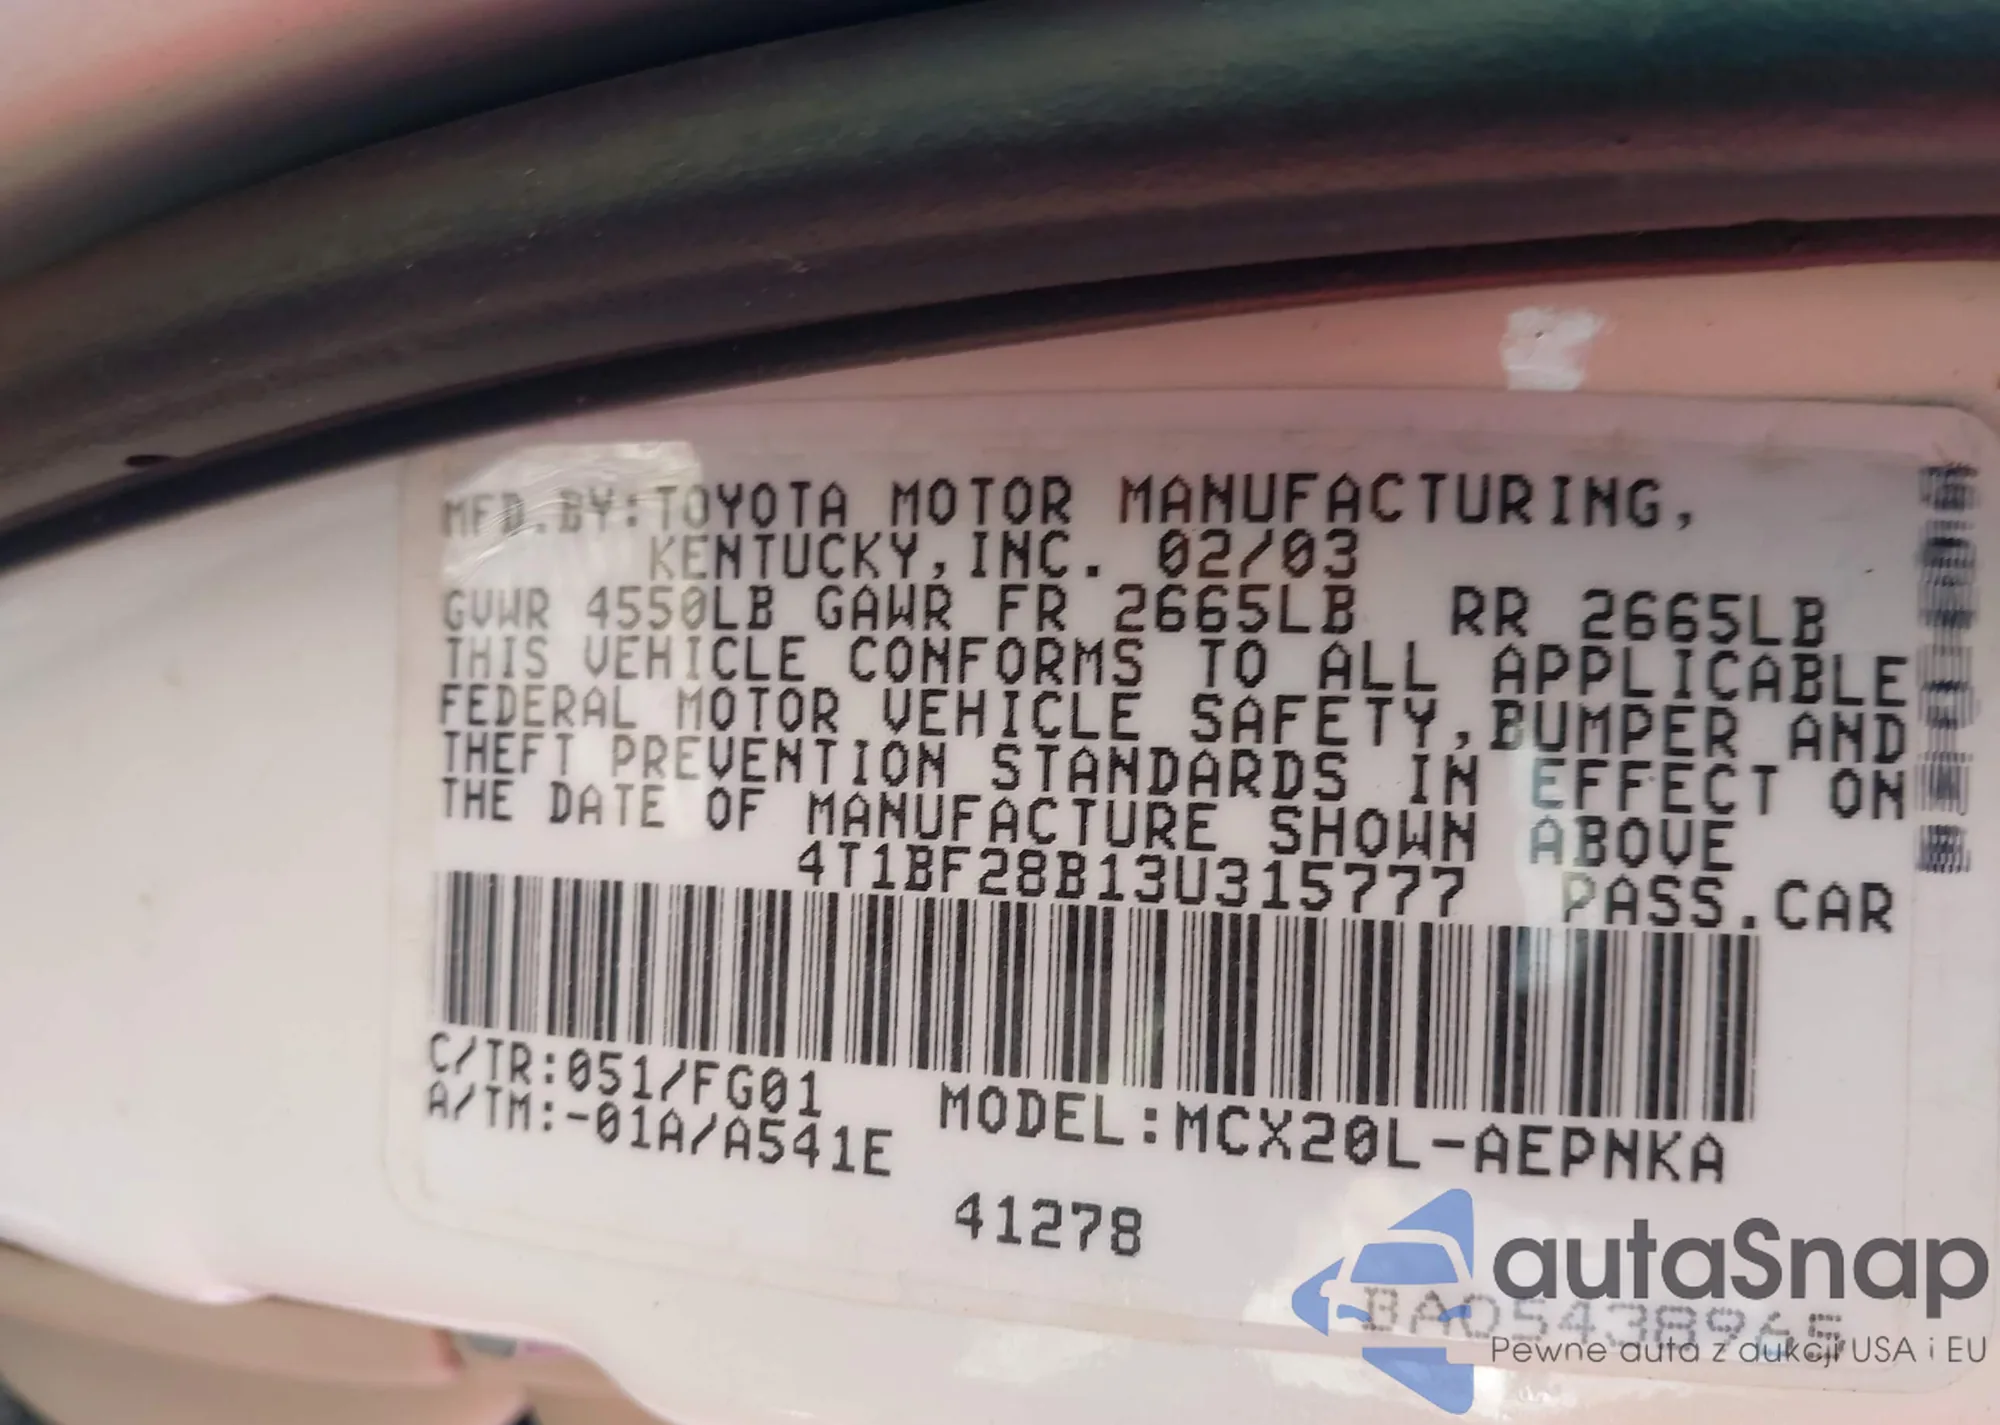 MFD.BY:TOYOTA MOTOR MANUFACTURING,
KENTUCKY,INC. 02/03
GVWR 4550LB GAWR FR 2665LB RR 2665LB
THIS VEHICLE CONFORMS TO ALL APPLICABLE
FEDERAL MOTOR VEHICLE SAFETY,BUMPER AND
THEFT PREVENTION STANDARDS IN EFFECT ON
THE DATE OF MANUFACTURE SHOWN ABOVE
4T1BF28B13U315777 PASS.CAR
C/TR:051/FG01
A/TM:-01A/A541E
MODEL:MCX20L-AEPNKA
41278
autaSnap
BA05438965
Pewne auta z aukcji USA i EU